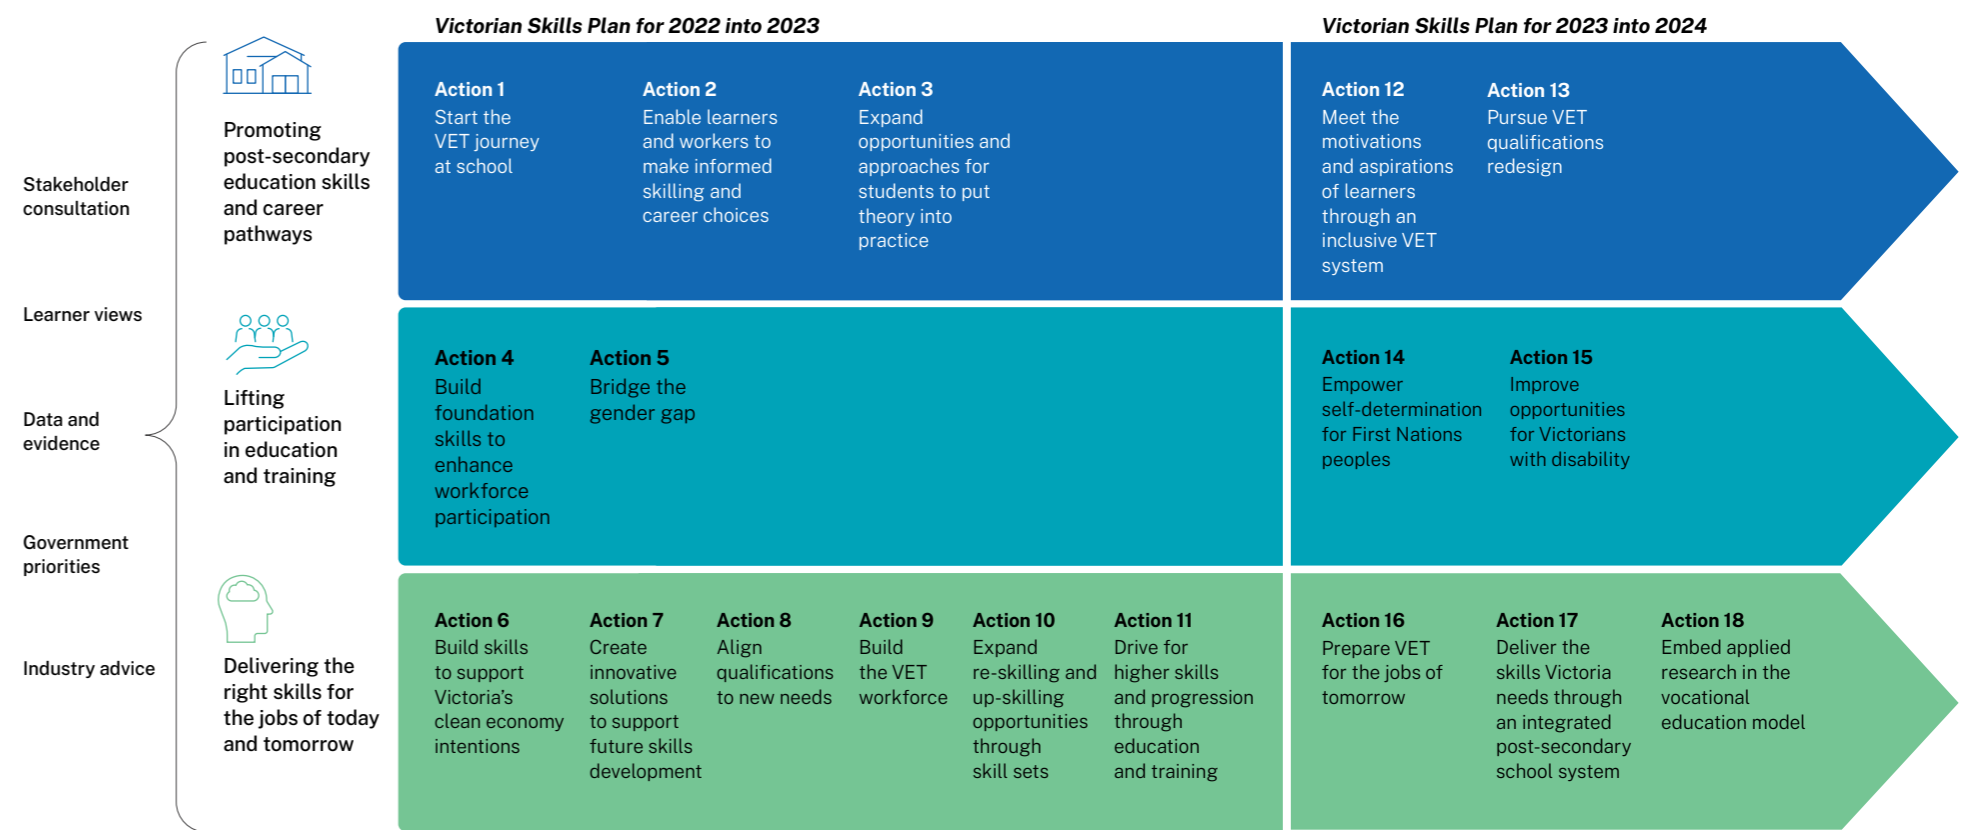 Victorian Skills Plan for 2022 into 2023
Victorian Skills Plan for 2023 into 2024
Stakeholder
consultation
Learner views
Data and
evidence
Government
priorities
Industry advice
Promoting
post-secondary
education skills
and career
pathways
Action 1
Start the
VET journey
at school
Action 2
Enable learners
and workers to
make informed
skilling and
career choices
Action 3
Expand
opportunities and
approaches for
students to put
theory into
practice
Action 12
Meet the
motivations
and aspirations
of learners
through an
inclusive VET
system
Action 13
Pursue VET
qualifications
redesign
Lifting
participation
in education
and training
Action 4
Build
foundation
skills to
enhance
workforce
participation
Action 5
Bridge the
gender gap
Action 14
Empower
self-determination
for First Nations
peoples
Action 15
Improve
opportunities
for Victorians
with disability
Delivering the
right skills for
the jobs of today
and tomorrow
Action 6
Build skills
to support
Victoria’s
clean economy
intentions
Action 7
Create
innovative
solutions
to support
future skills
development
Action 8
Align
qualifications
to new needs
Action 9
Build
the VET
workforce
Action 10
Expand
re-skilling and
up-skilling
opportunities
through
skill sets
Action 11
Drive for
higher skills
and progression
through
education
and training
Action 16
Prepare VET
for the jobs of
tomorrow
Action 17
Deliver the
skills Victoria
needs through
an integrated
post-secondary
school system
Action 18
Embed applied
research in the
vocational
education model